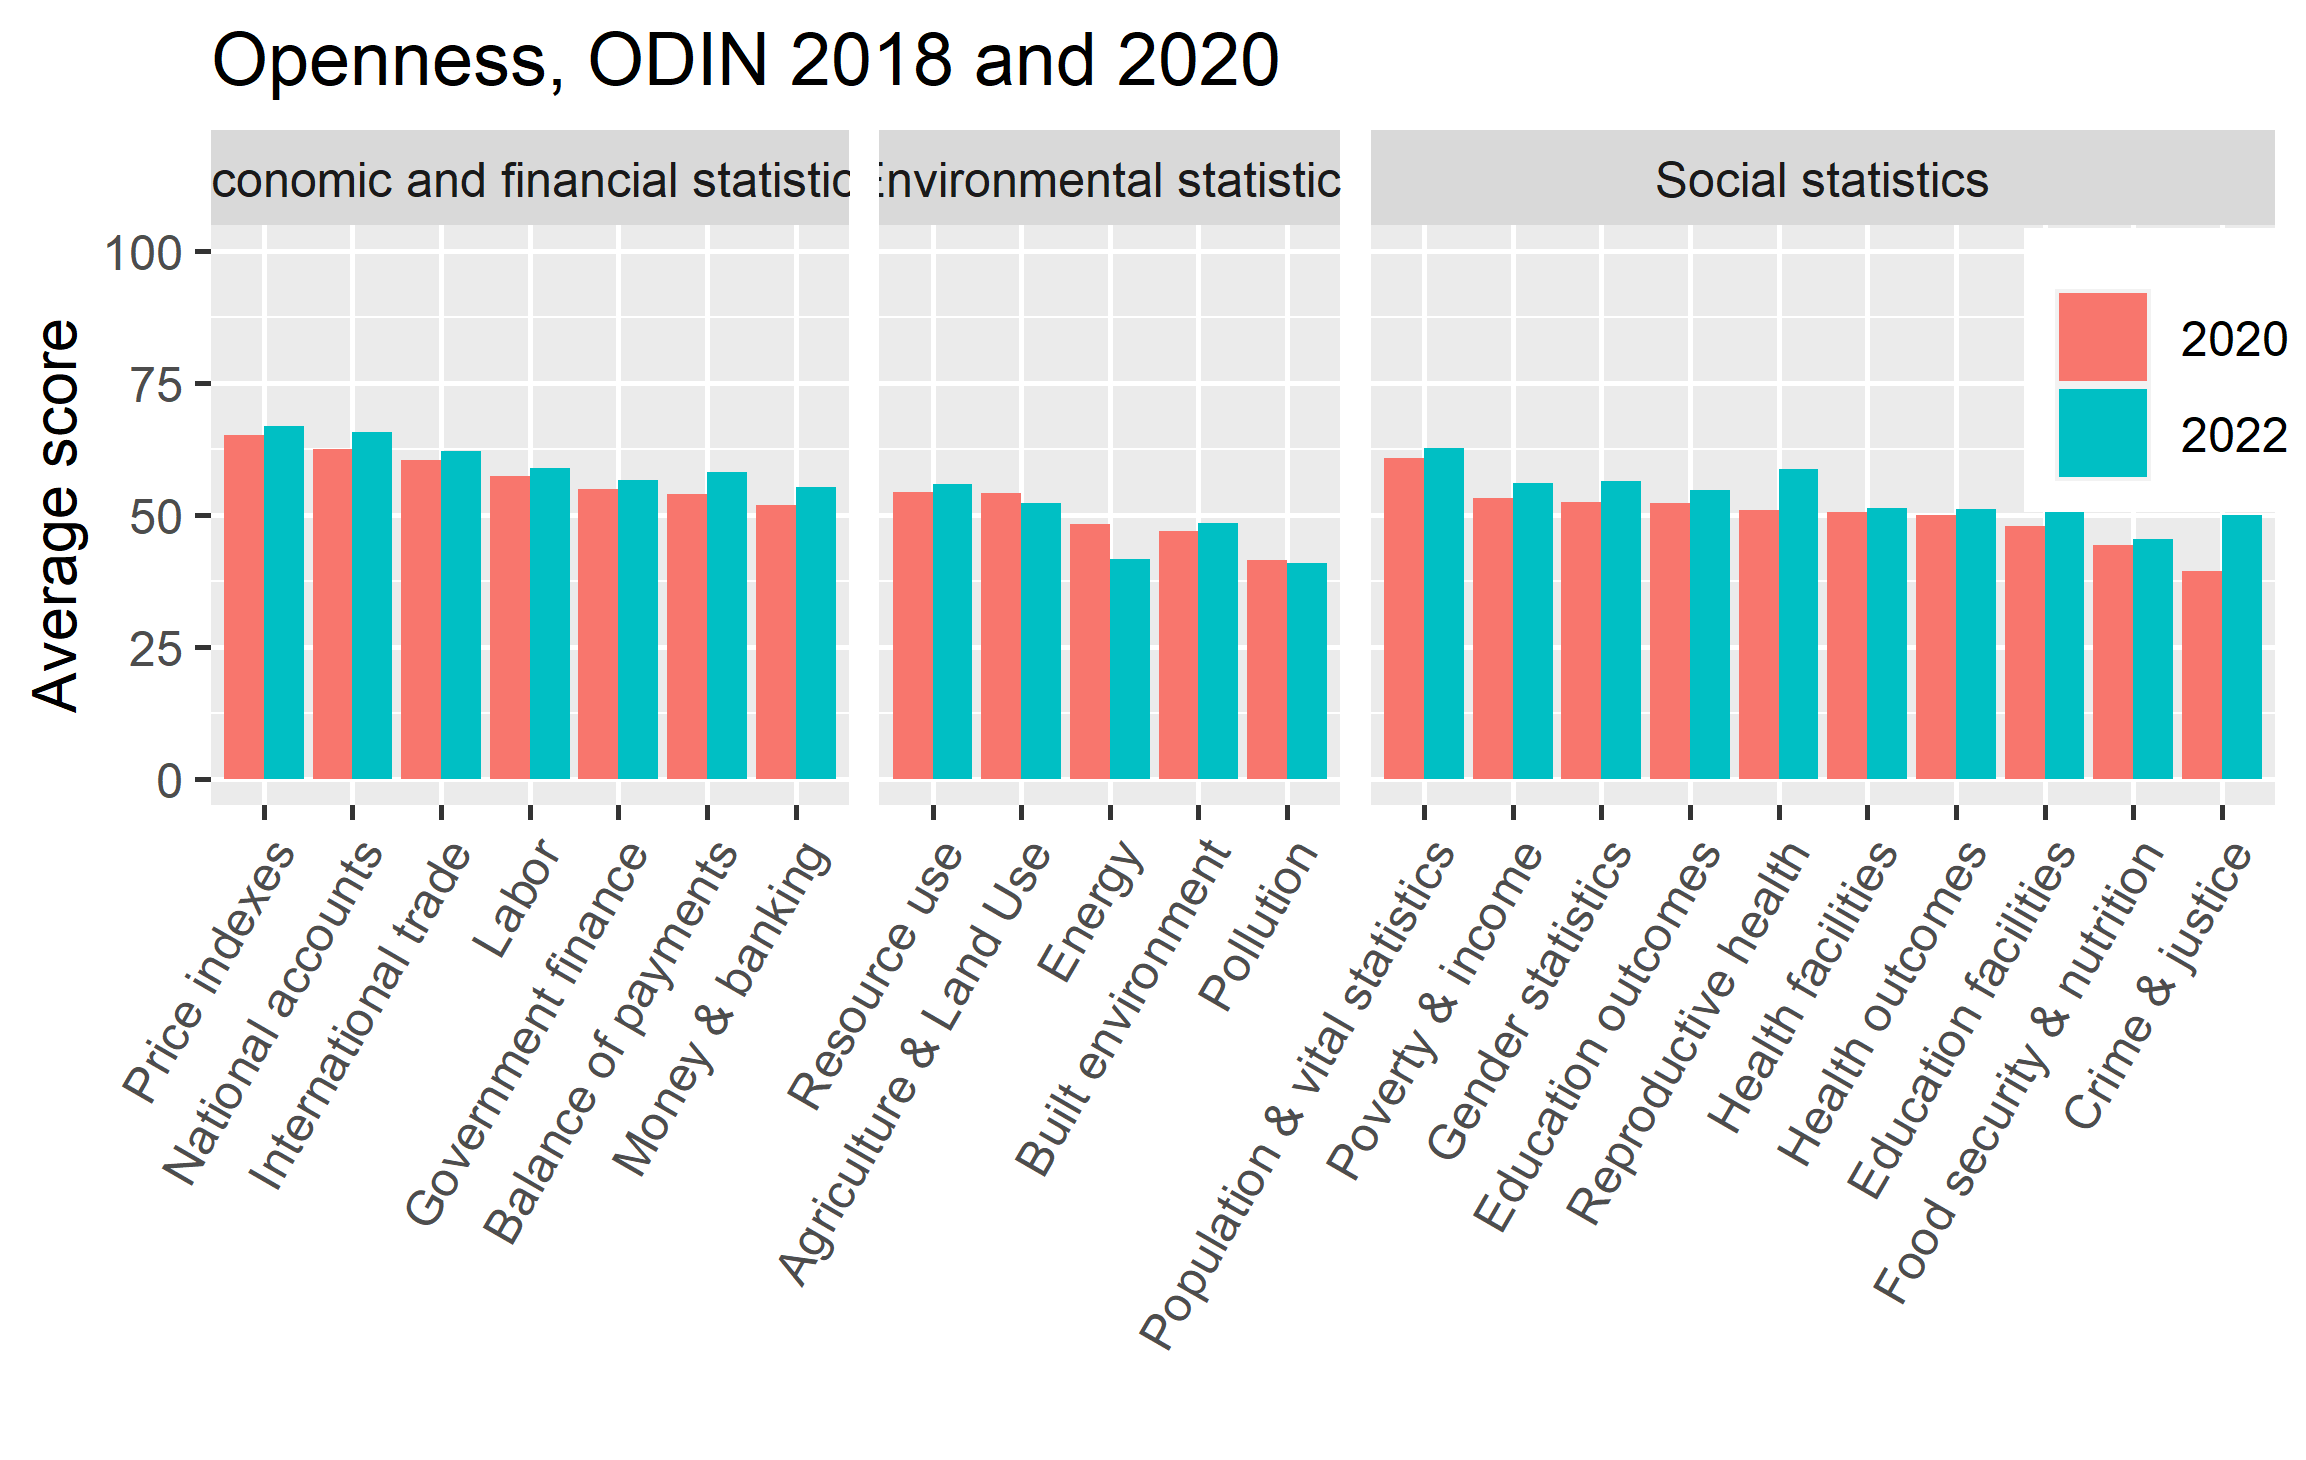 Openness, ODIN 2018 and 2020
conomic and financial statistic
Environmental statistic
Social statistics
Average score
100
75
50
25
0
2020
2022
Price indexes
National accounts
International trade
Labor
Government finance
Balance of payments
Money & banking
Resource use
Agriculture & Land Use
Energy
Built environment
Pollution
Population & vital statistics
Poverty & income
Gender statistics
Education outcomes
Reproductive health
Health facilities
Health outcomes
Education facilities
Food security & nutrition
Crime & justice